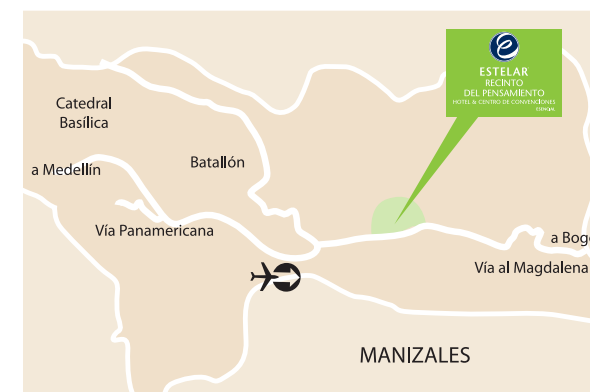 ESTELAR
RECINTO
DEL PENSAMIENTO
HOTEL & CENTRO DE CONVENCIONES
ESENCIAL
Catedral
Basílica
a Medellín
Batallón
Vía Panamericana
a Bog
Vía al Magdalena
MANIZALES